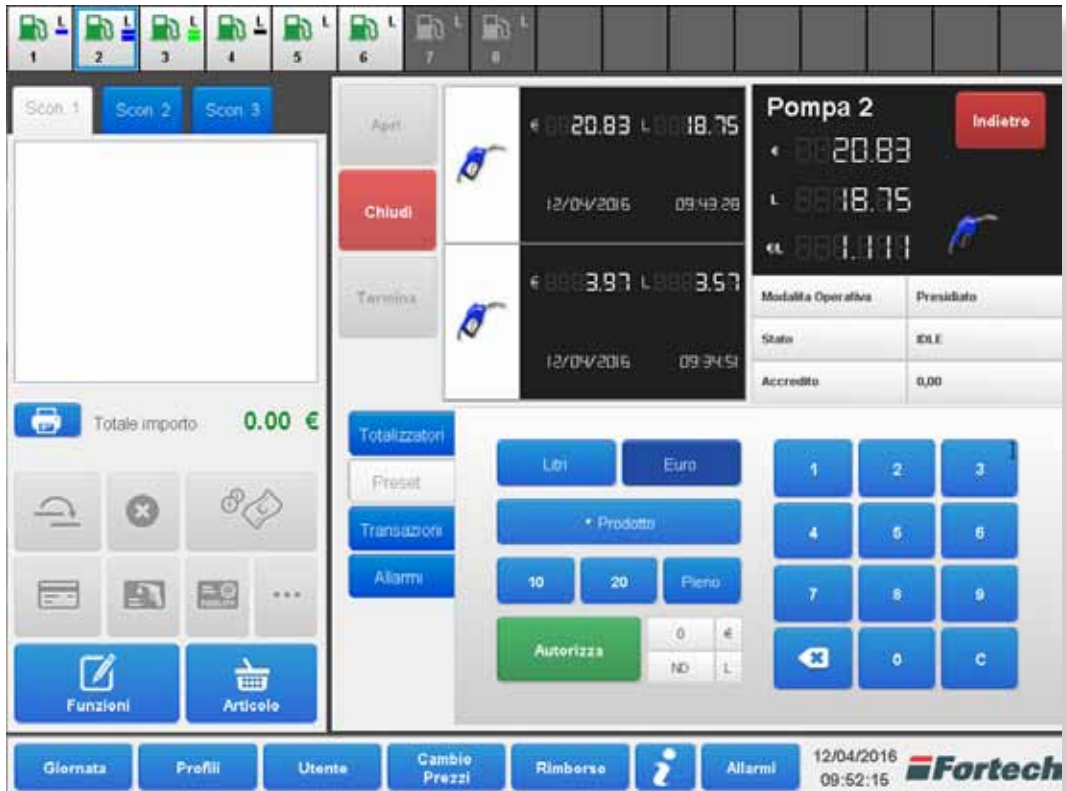 L L L L L L L L
1 2 3 4 5 6 7 8
Scon. 1 Scon. 2 Scon. 3
Apri
Chiudi
Termina
€ 20.83 L 18.75
12/04/2016 09:49:28
€ 3.97 L 3.57
12/04/2016 09:34:51
Pompa 2
Indietro
€ 20.83
L 18.75
€/L 1.111
Modalita Operativa Presidiato
Stato IDLE
Accredito 0,00
Totale importo 0.00 €
Totalizzatori
Preset
Transazioni
Allarmi
Litri Euro
Prodotto
10 20 Pieno
Autorizza
0 €
ND L
1 2 3
4 5 6
7 8 9
0 C
...
Funzioni Articolo
Giornata Profili Utente Cambio Prezzi Rimborso i Allarmi
12/04/2016
09:52:15
Fortech